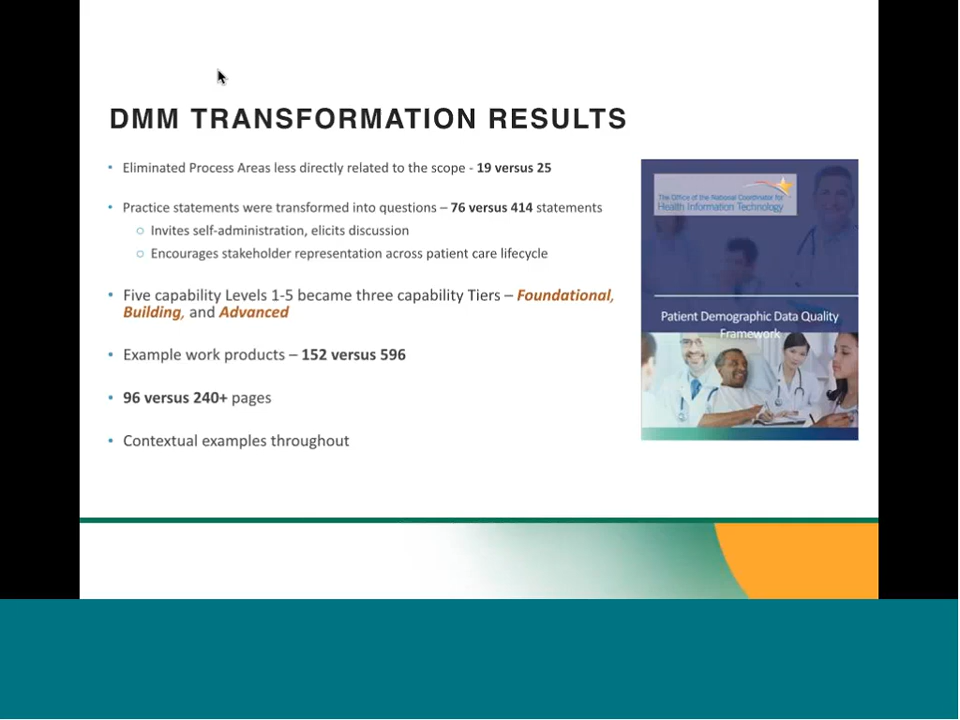 DMM TRANSFORMATION RESULTS
• Eliminated Process Areas less directly related to the scope - 19 versus 25
• Practice statements were transformed into questions – 76 versus 414 statements
○ Invites self-administration, elicits discussion
○ Encourages stakeholder representation across patient care lifecycle
• Five capability Levels 1-5 became three capability Tiers – Foundational,
Building, and Advanced
• Example work products – 152 versus 596
• 96 versus 240+ pages
• Contextual examples throughout
The Office of the National Coordinator for
Health Information Technology
Patient Demographic Data Quality
Framework